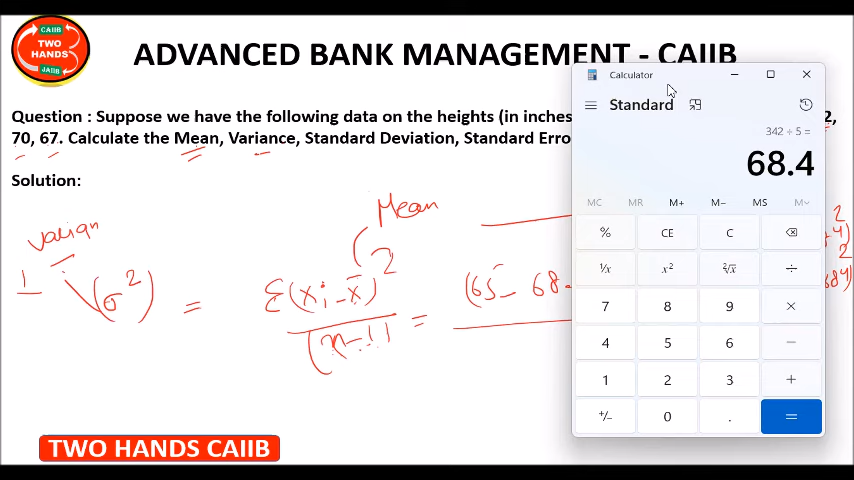 CAIIB
TWO
HANDS
JAIIB
ADVANCED BANK MANAGEMENT - CAIIB
Question : Suppose we have the following data on the heights (in inches
2,
70, 67. Calculate the Mean, Variance, Standard Deviation, Standard Erro
Solution:
Calculator
Standard
342 ÷ 5 =
68.4
MC MR M+ M− MS M˅
% CE C ⌫
¹/x x² ²√x ÷
7 8 9 ×
4 5 6 −
1 2 3 +
+/− 0 . =
Mean
varian
(σ²) = Σ(xi - x̄)² = (65 - 68.
(n-1)
TWO HANDS CAIIB